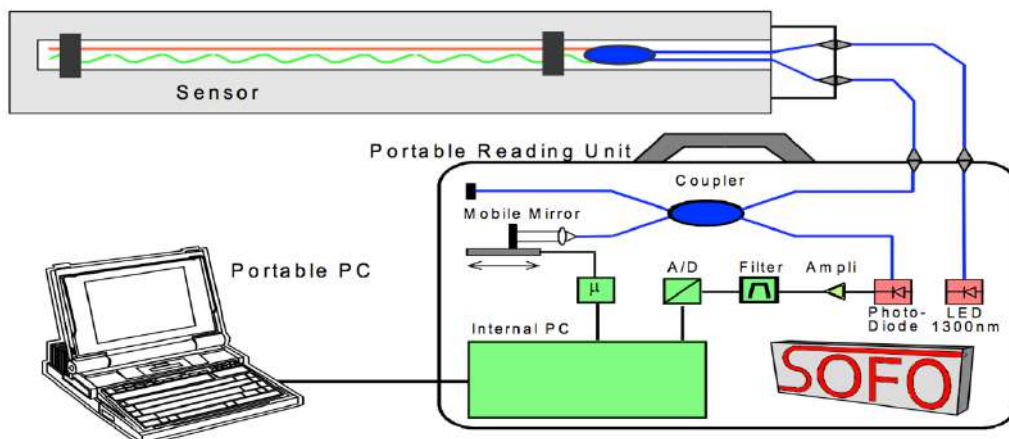 Sensor
Portable Reading Unit
Coupler
Mobile Mirror
Portable PC
A/D
Filter
Ampli
μ
Photo-
Diode
LED
1300nm
Internal PC
SOFO